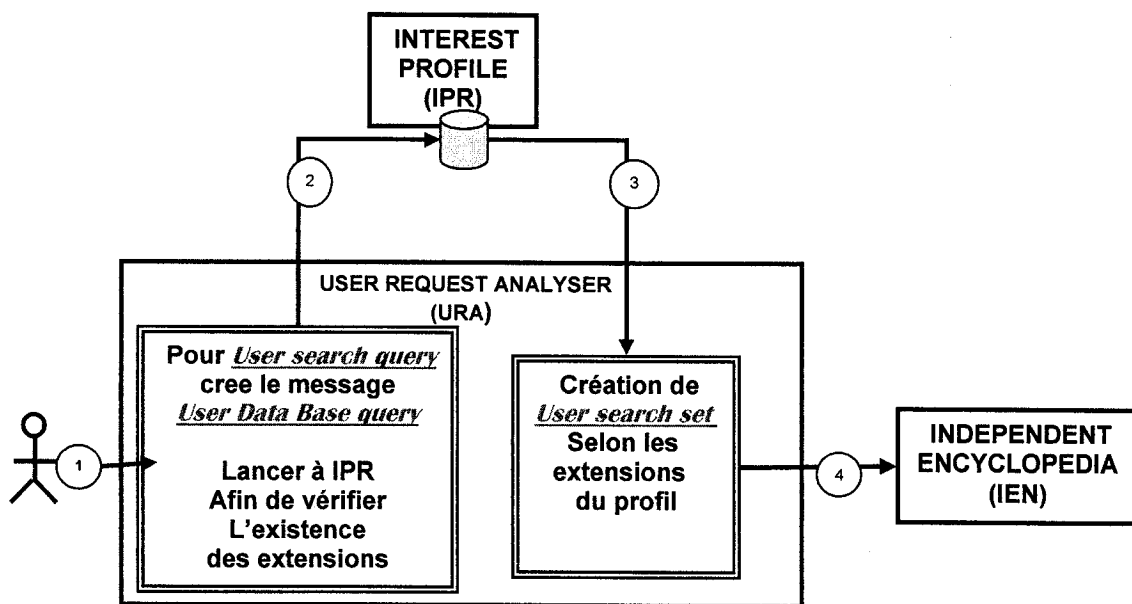 INTEREST
PROFILE
(IPR)
2
3
USER REQUEST ANALYSER
(URA)
Pour User search query
cree le message
User Data Base query
Lancer à IPR
Afin de vérifier
L'existence
des extensions
Création de
User search set
Selon les
extensions
du profil
1
4
INDEPENDENT
ENCYCLOPEDIA
(IEN)